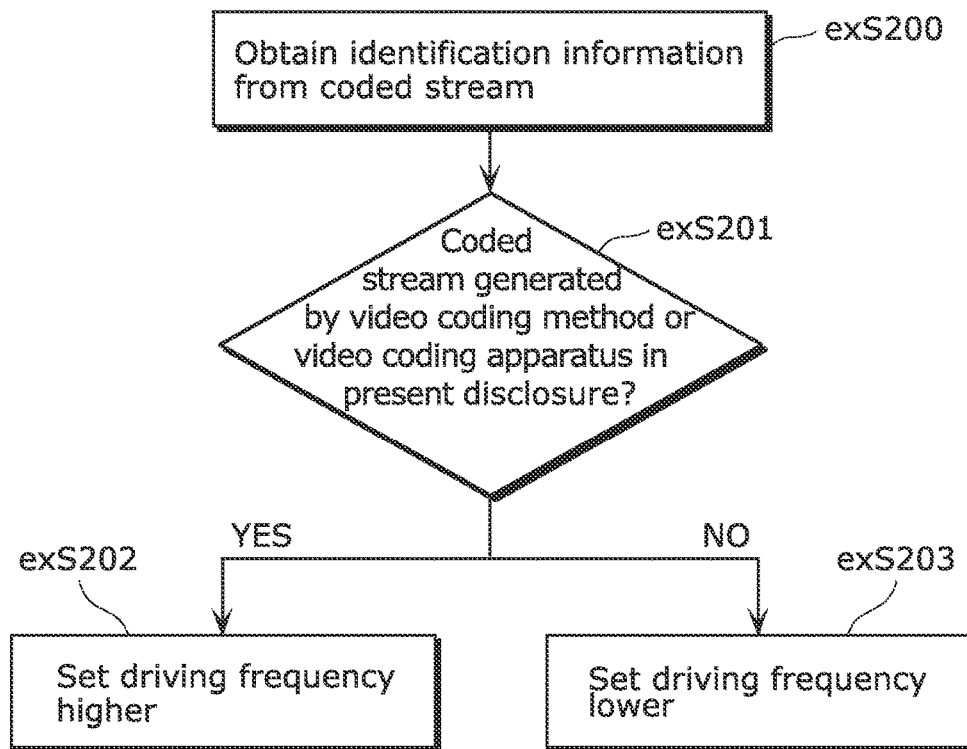 exS200
Obtain identification information
from coded stream
exS201
Coded
stream generated
by video coding method or
video coding apparatus in
present disclosure?
YES
NO
exS202
exS203
Set driving frequency
higher
Set driving frequency
lower